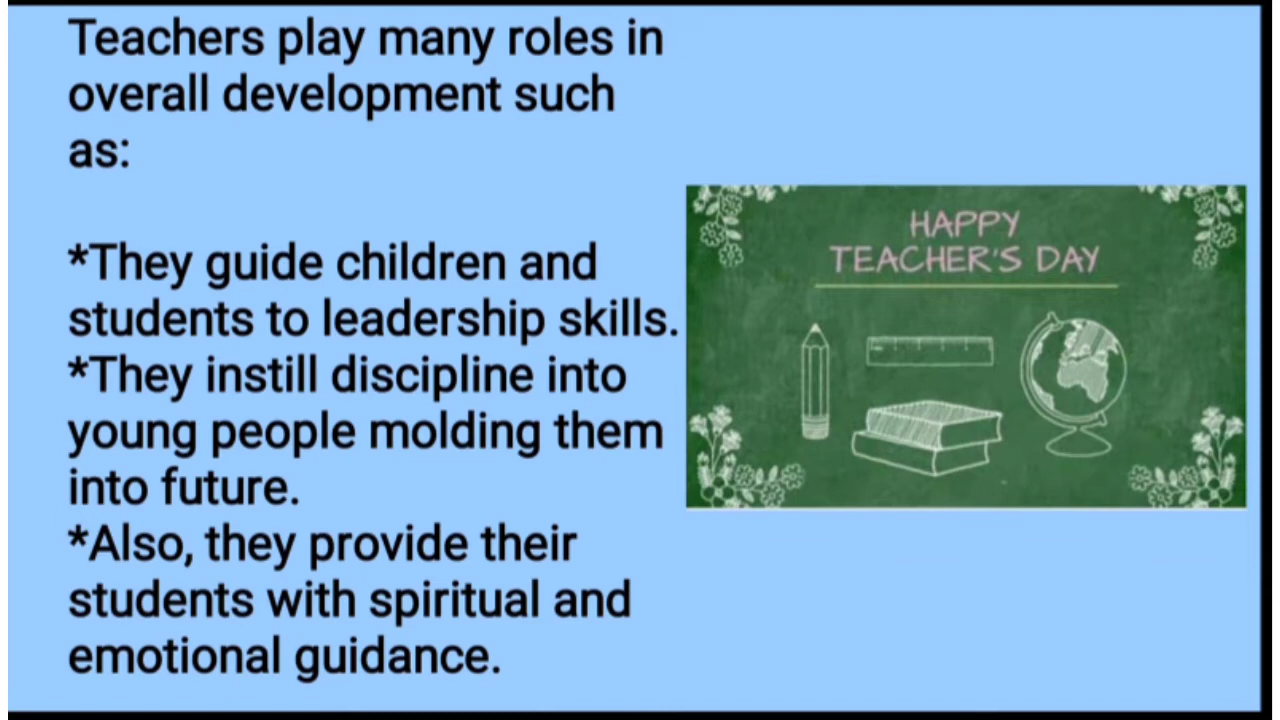 Teachers play many roles in
overall development such
as:
*They guide children and
students to leadership skills.
*They instill discipline into
young people molding them
into future.
*Also, they provide their
students with spiritual and
emotional guidance.
HAPPY
TEACHER'S DAY